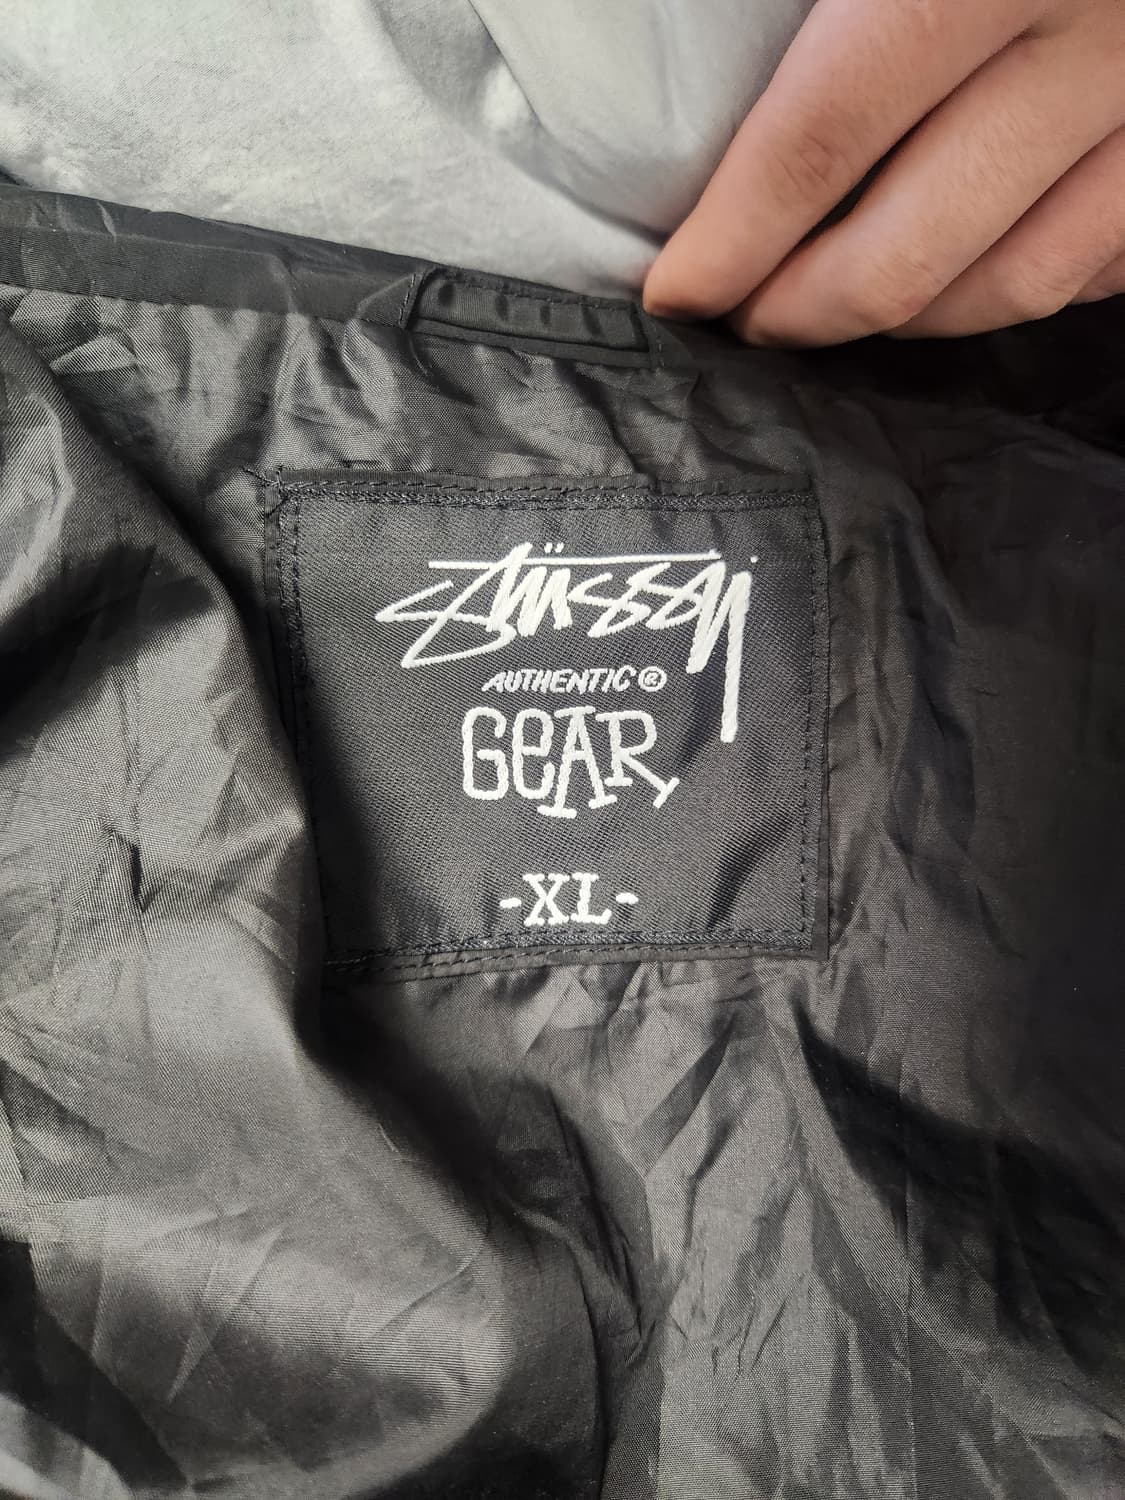 Stüssy
AUTHENTIC®
GEAR
-XL-